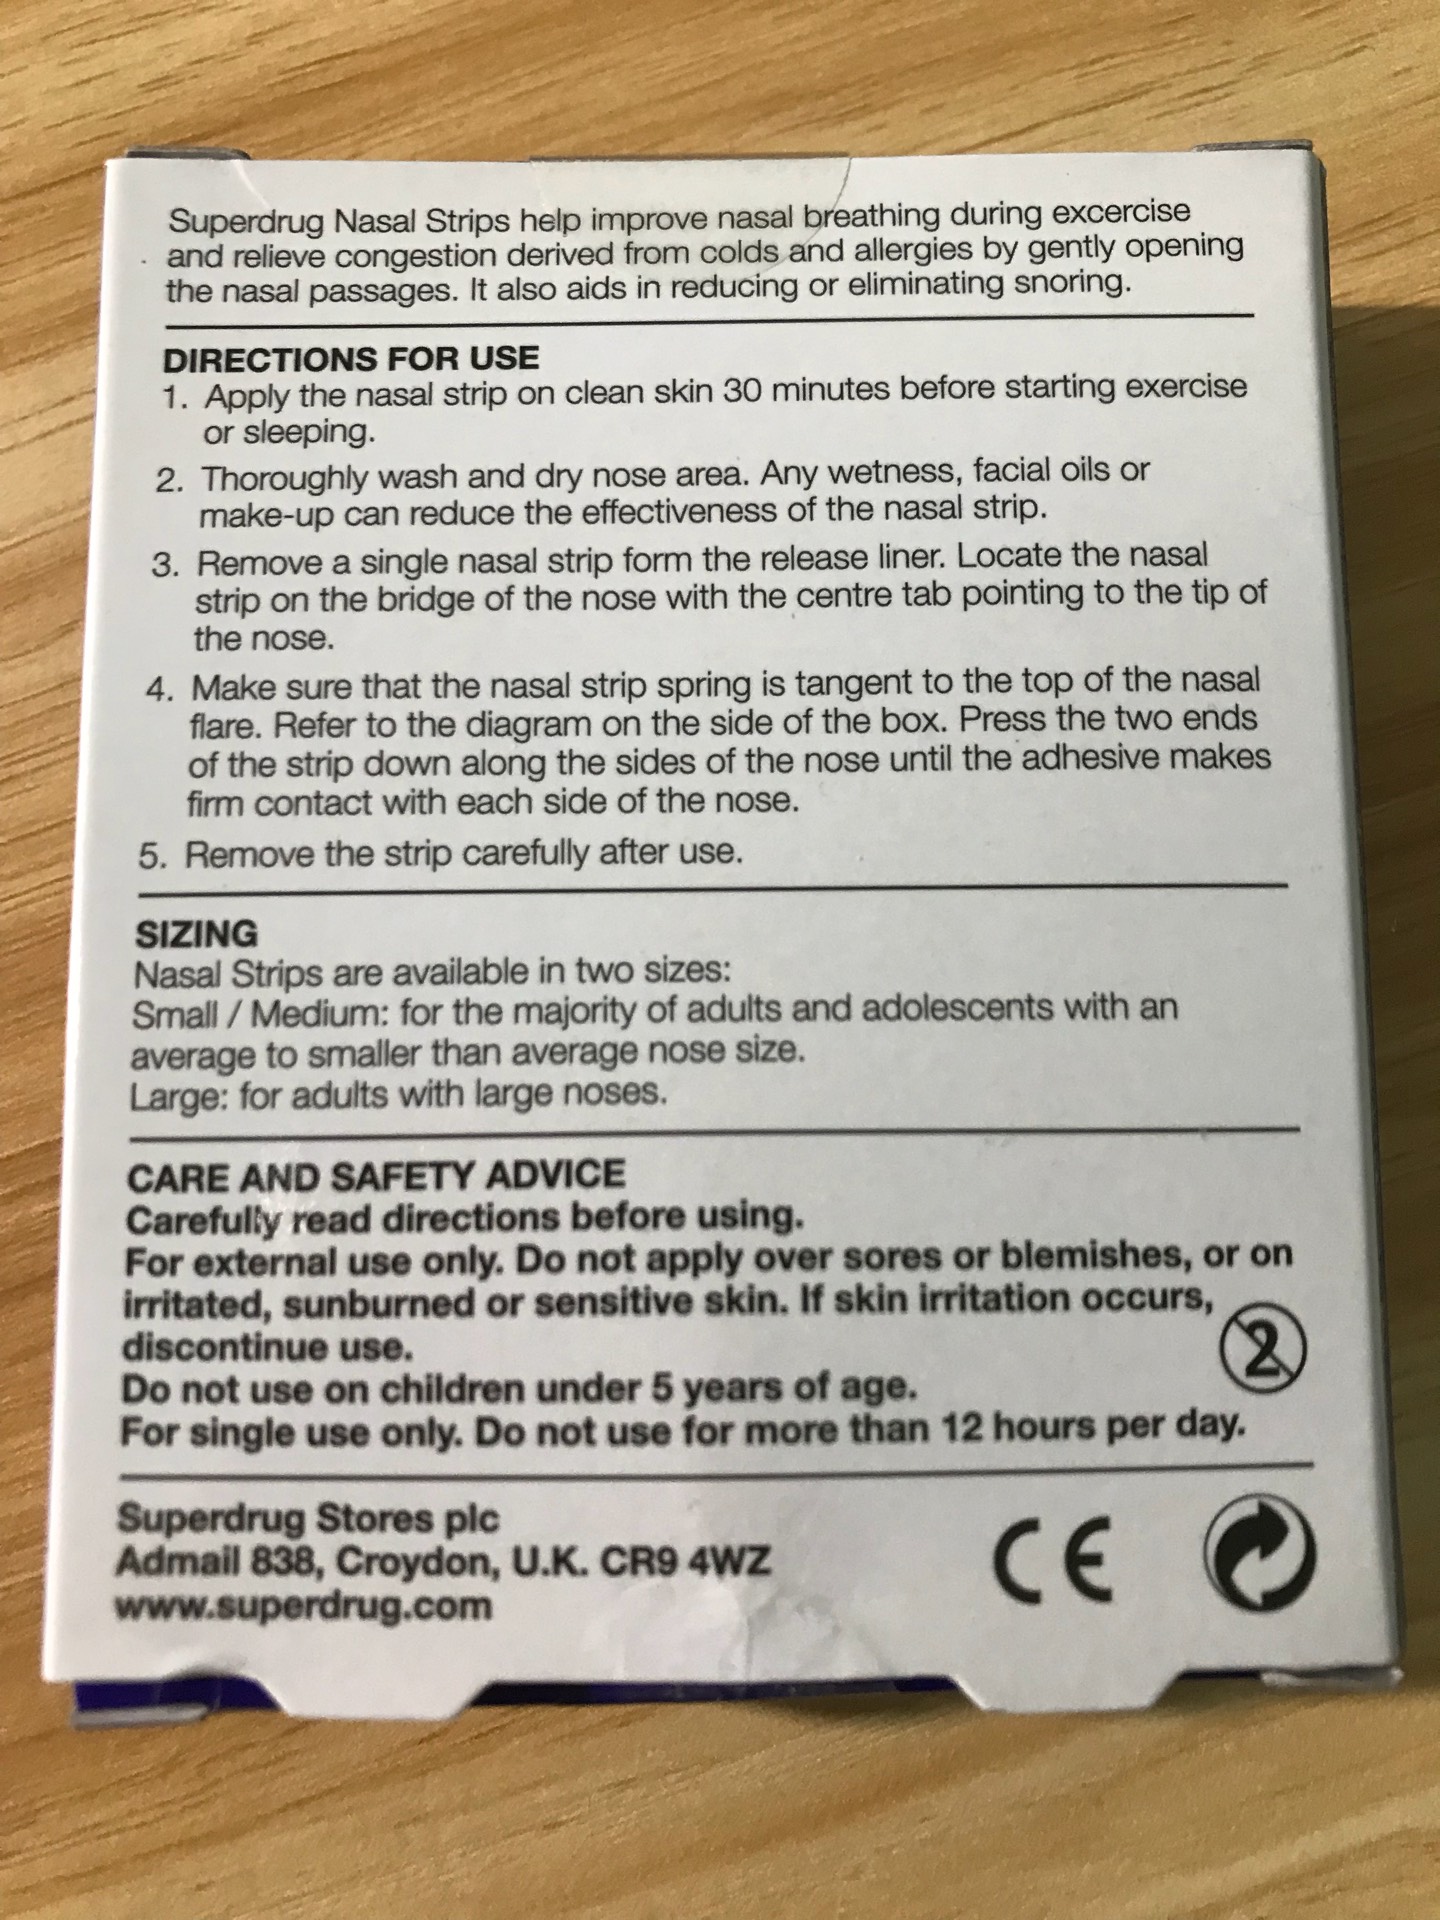 Superdrug Nasal Strips help improve nasal breathing during excercise
and relieve congestion derived from colds and allergies by gently opening
the nasal passages. It also aids in reducing or eliminating snoring.
DIRECTIONS FOR USE
1. Apply the nasal strip on clean skin 30 minutes before starting exercise
or sleeping.
2. Thoroughly wash and dry nose area. Any wetness, facial oils or
make-up can reduce the effectiveness of the nasal strip.
3. Remove a single nasal strip form the release liner. Locate the nasal
strip on the bridge of the nose with the centre tab pointing to the tip of
the nose.
4. Make sure that the nasal strip spring is tangent to the top of the nasal
flare. Refer to the diagram on the side of the box. Press the two ends
of the strip down along the sides of the nose until the adhesive makes
firm contact with each side of the nose.
5. Remove the strip carefully after use.
SIZING
Nasal Strips are available in two sizes:
Small / Medium: for the majority of adults and adolescents with an
average to smaller than average nose size.
Large: for adults with large noses.
CARE AND SAFETY ADVICE
Carefully read directions before using.
For external use only. Do not apply over sores or blemishes, or on
irritated, sunburned or sensitive skin. If skin irritation occurs,
discontinue use.
2
Do not use on children under 5 years of age.
For single use only. Do not use for more than 12 hours per day.
Superdrug Stores plc
Admail 838, Croydon, U.K. CR9 4WZ
www.superdrug.com
CE